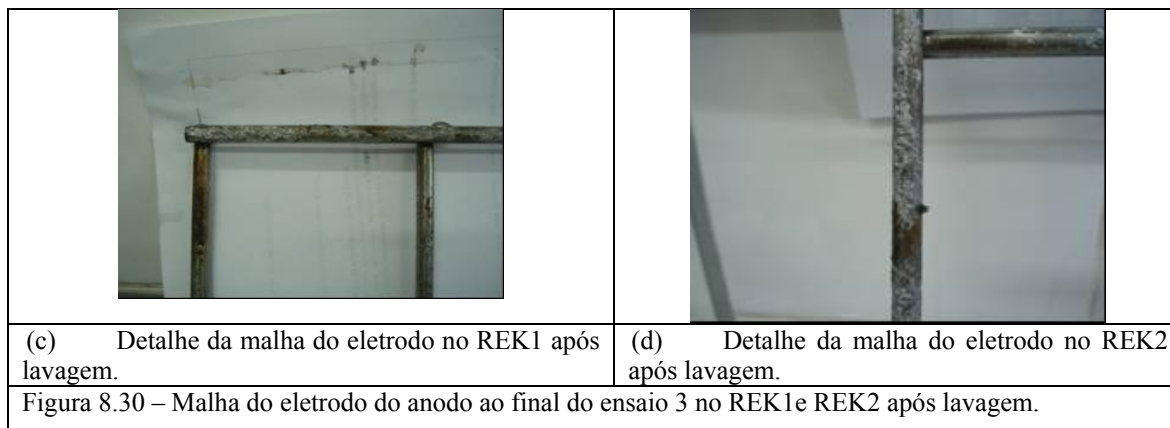 (c) Detalhe da malha do eletrodo no REK1 após
lavagem.
(d) Detalhe da malha do eletrodo no REK2
após lavagem.
Figura 8.30 – Malha do eletrodo do anodo ao final do ensaio 3 no REK1e REK2 após lavagem.